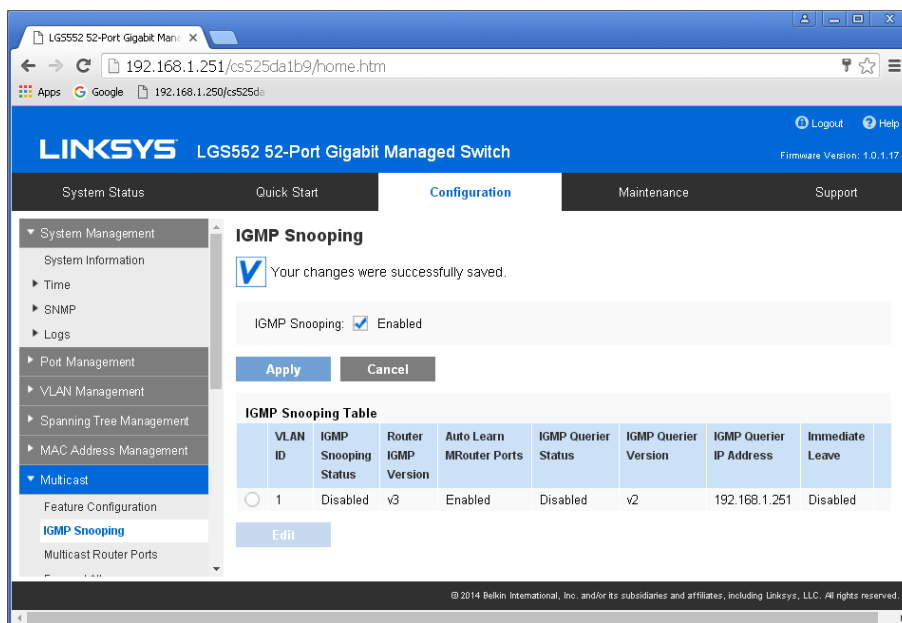 LGS552 52-Port Gigabit Mana
192.168.1.251/cs525da1b9/home.htm
Apps Google 192.168.1.250/cs525da
Logout Help
LINKSYS LGS552 52-Port Gigabit Managed Switch
Firmware Version: 1.0.1.17
System Status Quick Start Configuration Maintenance Support
System Management
System Information
Time
SNMP
Logs
Port Management
VLAN Management
Spanning Tree Management
MAC Address Management
Multicast
Feature Configuration
IGMP Snooping
Multicast Router Ports
IGMP Snooping
Your changes were successfully saved.
IGMP Snooping: Enabled
Apply Cancel
IGMP Snooping Table
VLAN ID IGMP Snooping Status Router IGMP Version Auto Learn MRouter Ports IGMP Querier Status IGMP Querier Version IGMP Querier IP Address Immediate Leave
1 Disabled v3 Enabled Disabled v2 192.168.1.251 Disabled
Edit
© 2014 Belkin International, Inc. and/or its subsidiaries and affiliates, including Linksys, LLC. All rights reserved.